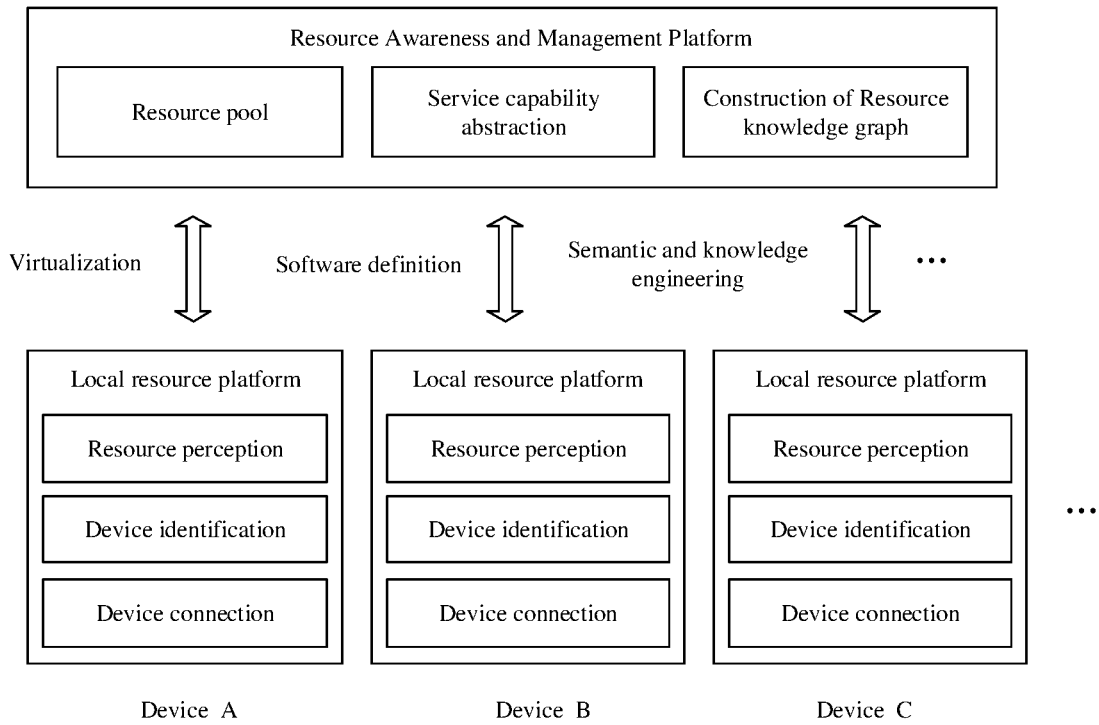 Resource Awareness and Management Platform
Resource pool
Service capability
abstraction
Construction of Resource
knowledge graph
Virtualization
Software definition
Semantic and knowledge
engineering
...
Local resource platform
Resource perception
Device identification
Device connection
Local resource platform
Resource perception
Device identification
Device connection
Local resource platform
Resource perception
Device identification
Device connection
...
Device A
Device B
Device C